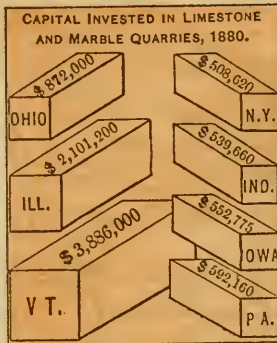 CAPITAL INVESTED IN LIMESTONE
AND MARBLE QUARRIES, 1880.
$872,000
OHIO
$2,101,200
ILL.
$3,886,000
VT.
$508,620
N.Y.
$539,660
IND.
$552,775
IOWA
$592,160
PA.